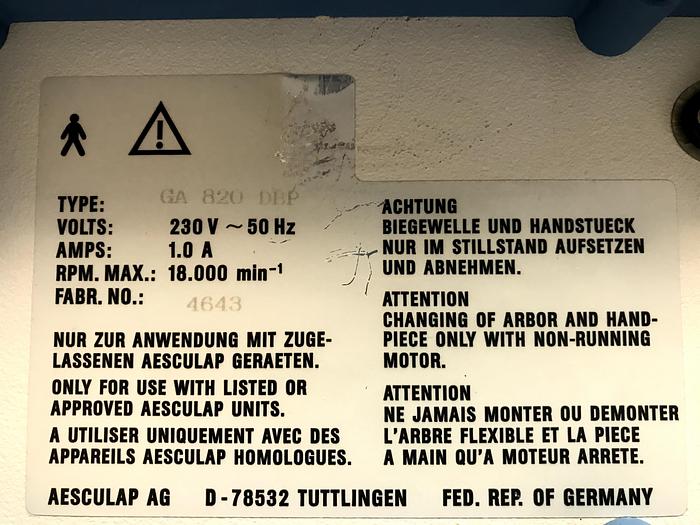 TYPE: GA 820 DBP
VOLTS: 230 V ~ 50 Hz
AMPS: 1.0 A
RPM. MAX.: 18.000 min⁻¹
FABR. NO.: 4643
NUR ZUR ANWENDUNG MIT ZUGE-
LASSENEN AESCULAP GERAETEN.
ONLY FOR USE WITH LISTED OR
APPROVED AESCULAP UNITS.
A UTILISER UNIQUEMENT AVEC DES
APPAREILS AESCULAP HOMOLOGUES.
ACHTUNG
BIEGEWELLE UND HANDSTUECK
NUR IM STILLSTAND AUFSETZEN
UND ABNEHMEN.
ATTENTION
CHANGING OF ARBOR AND HAND-
PIECE ONLY WITH NON-RUNNING
MOTOR.
ATTENTION
NE JAMAIS MONTER OU DEMONTER
L'ARBRE FLEXIBLE ET LA PIECE
A MAIN QU'A MOTEUR ARRETE.
AESCULAP AG D-78532 TUTTLINGEN FED. REP. OF GERMANY